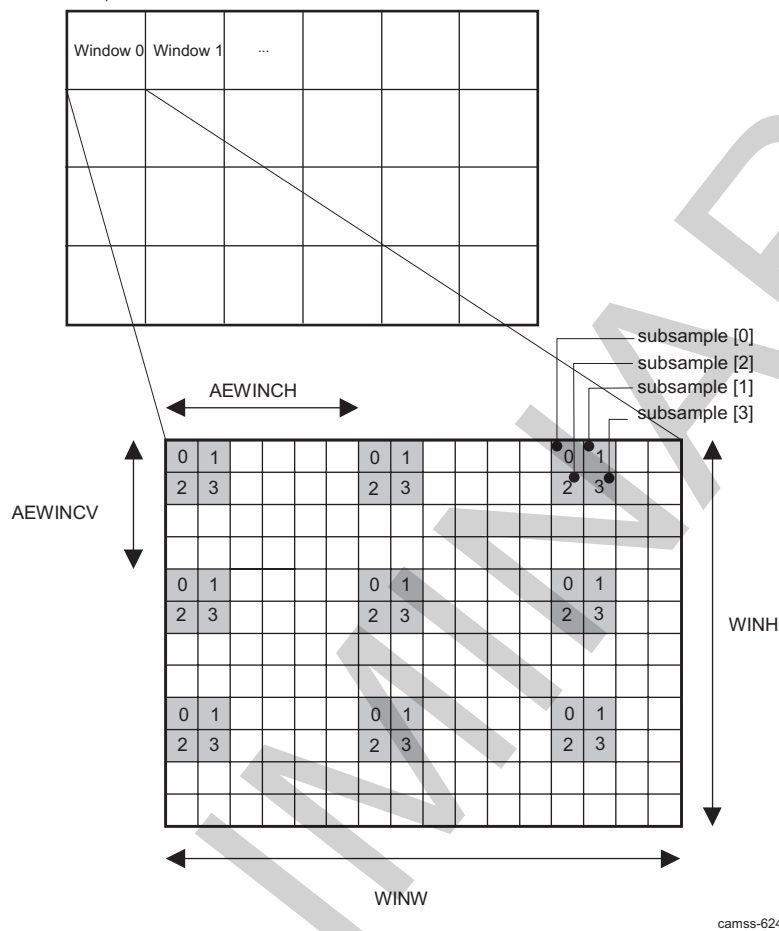 Window 0 Window 1 ...
subsample [0]
subsample [2]
subsample [1]
subsample [3]
AEWINCH
AEWINCV
0 1 0 1 0 1
2 3 2 3 2 3
0 1 0 1 0 1
2 3 2 3 2 3
WINH
0 1 0 1 0 1
2 3 2 3 2 3
WINW
camss-624
IMINAR